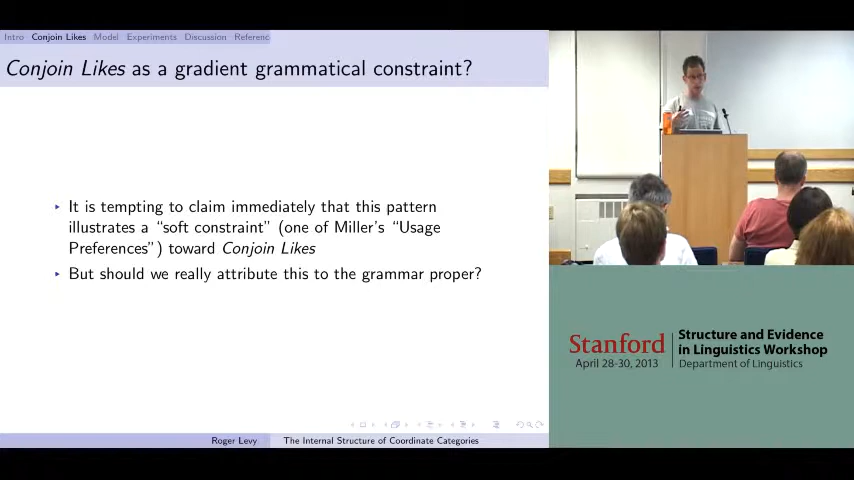 Intro Conjoin Likes Model Experiments Discussion Referenc
Conjoin Likes as a gradient grammatical constraint?
It is tempting to claim immediately that this pattern
illustrates a “soft constraint” (one of Miller’s “Usage
Preferences”) toward Conjoin Likes
But should we really attribute this to the grammar proper?
Roger Levy The Internal Structure of Coordinate Categories
Stanford
April 28-30, 2013
Structure and Evidence
in Linguistics Workshop
Department of Linguistics